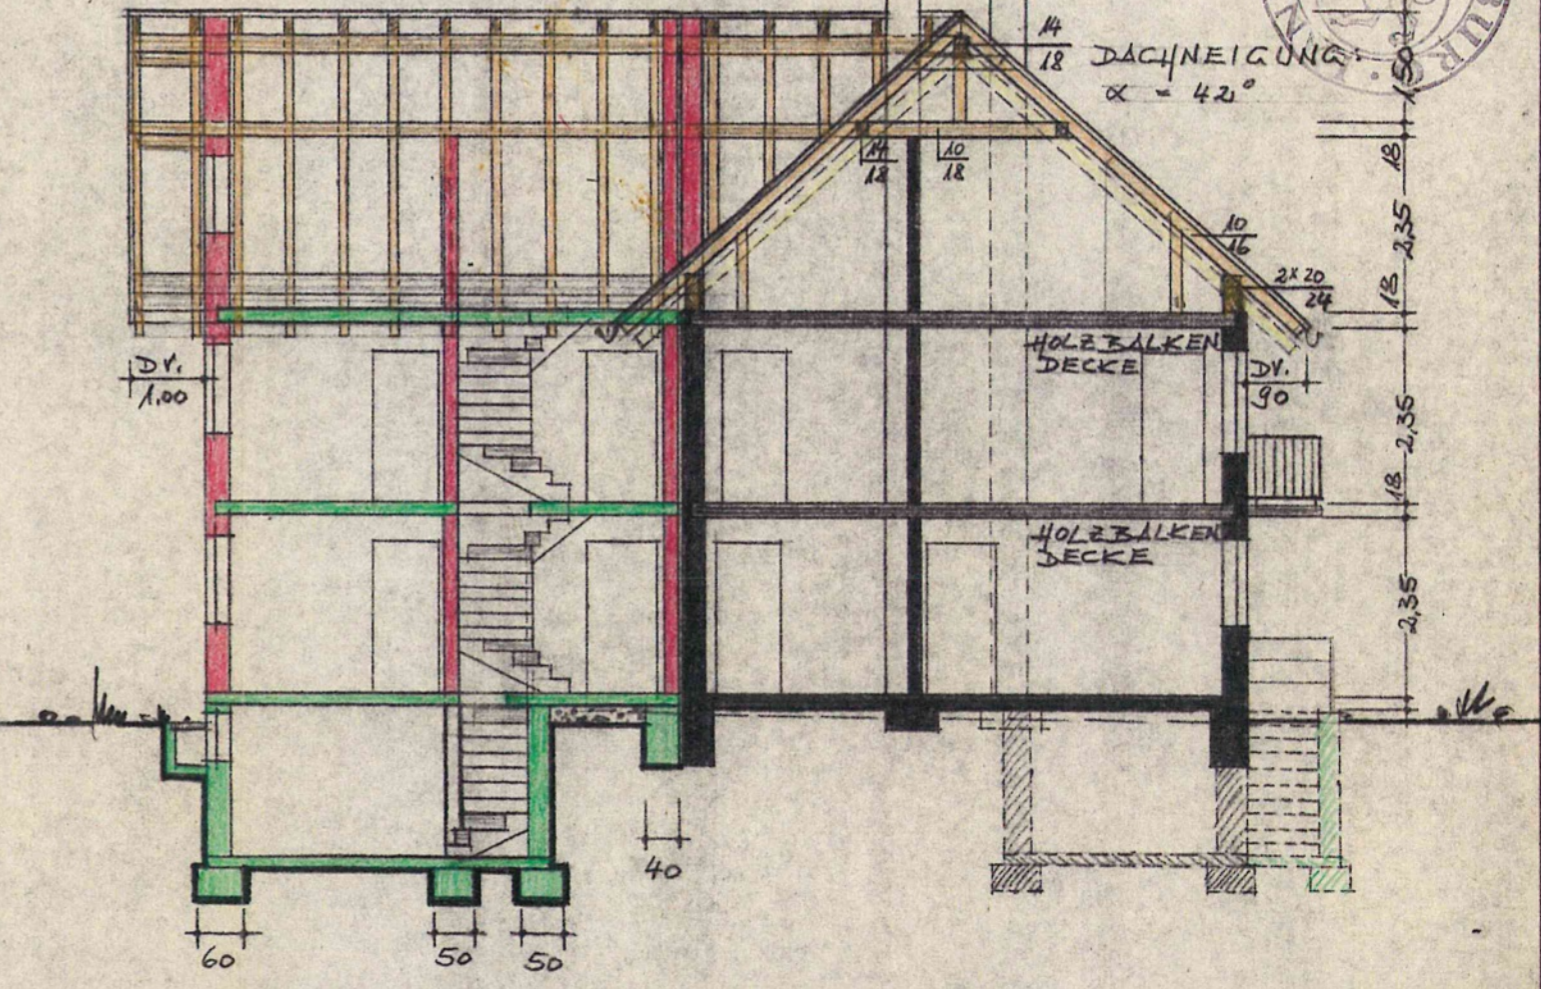 14
18
DACHNEIGUNG:
α = 42°
1,50
14
18
10
18
18
10
16
2,35
2x20
24
18
HOLZBALKEN
DECKE
DV.
1.00
DV.
90
2,35
18
HOLZBALKEN
DECKE
2,35
40
60
50
50